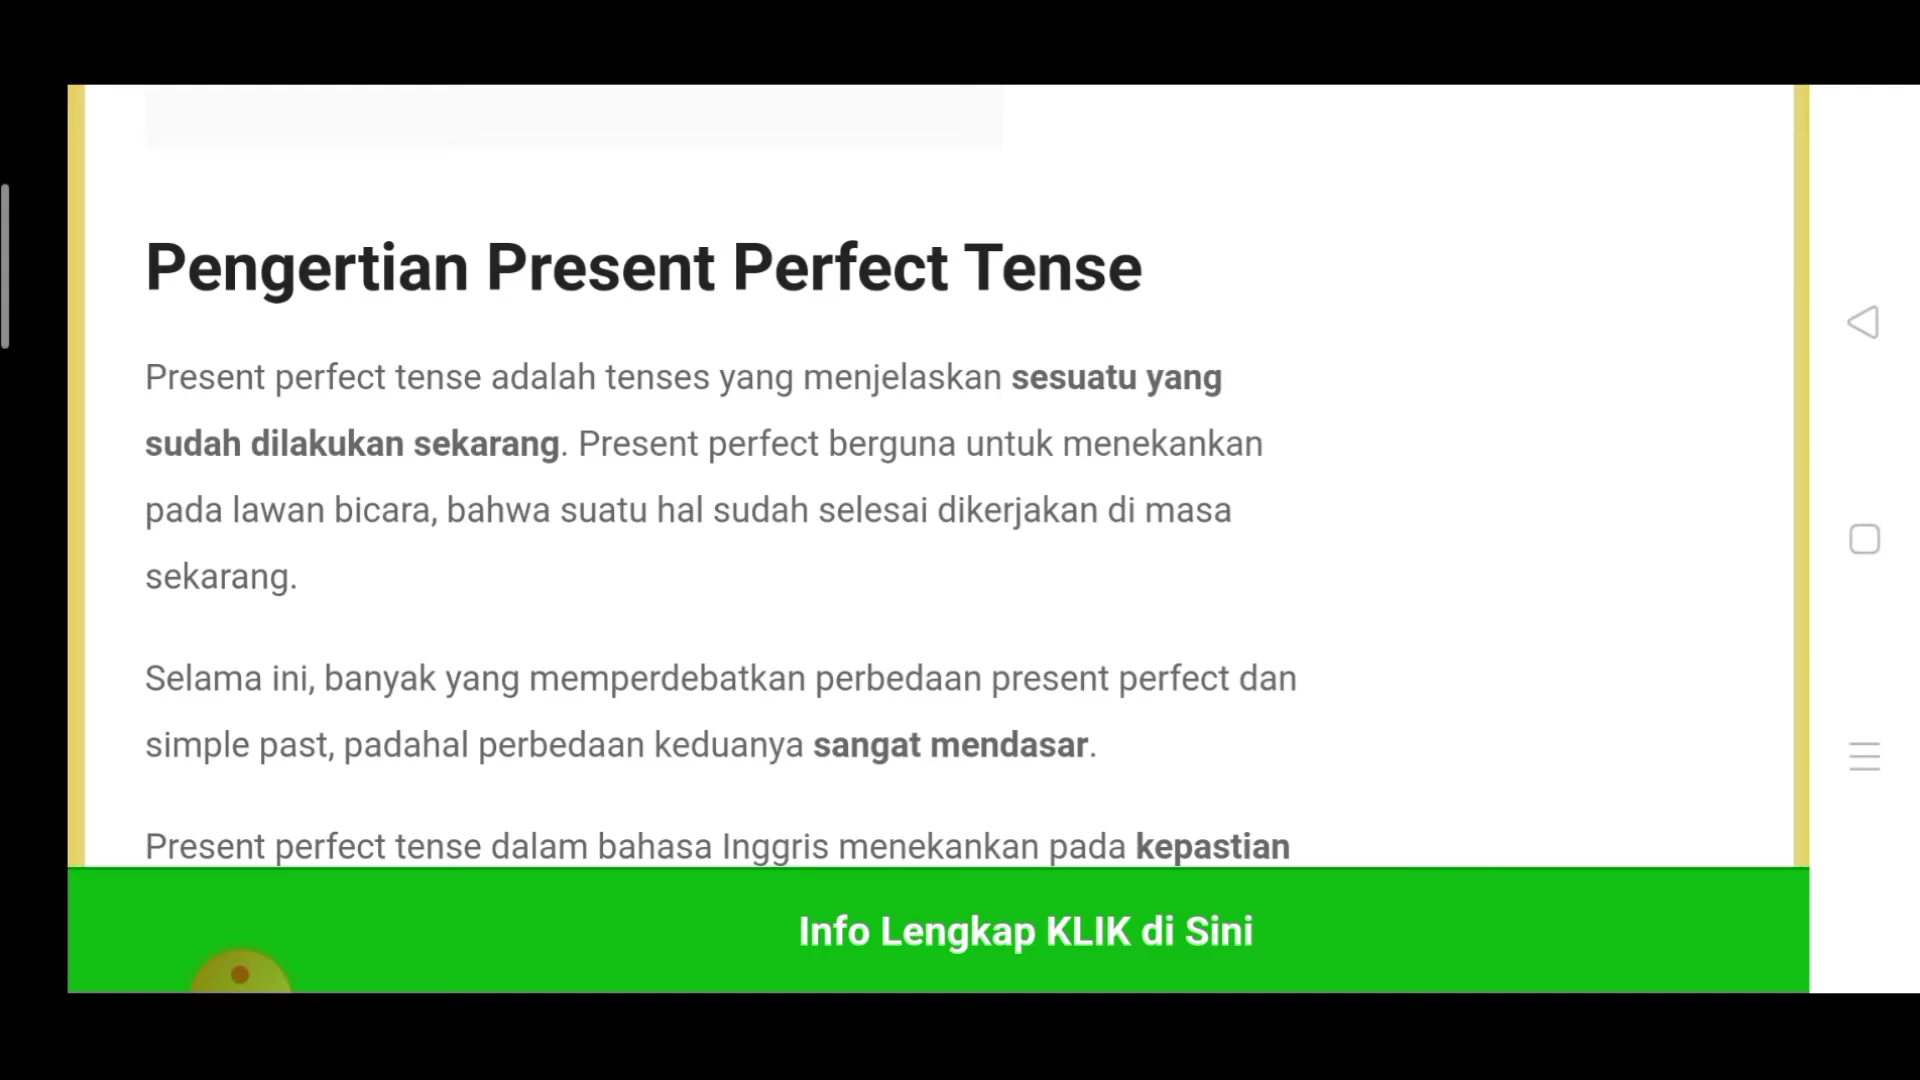 Pengertian Present Perfect Tense
Present perfect tense adalah tenses yang menjelaskan sesuatu yang
sudah dilakukan sekarang. Present perfect berguna untuk menekankan
pada lawan bicara, bahwa suatu hal sudah selesai dikerjakan di masa
sekarang.
Selama ini, banyak yang memperdebatkan perbedaan present perfect dan
simple past, padahal perbedaan keduanya sangat mendasar.
Present perfect tense dalam bahasa Inggris menekankan pada kepastian
Info Lengkap KLIK di Sini